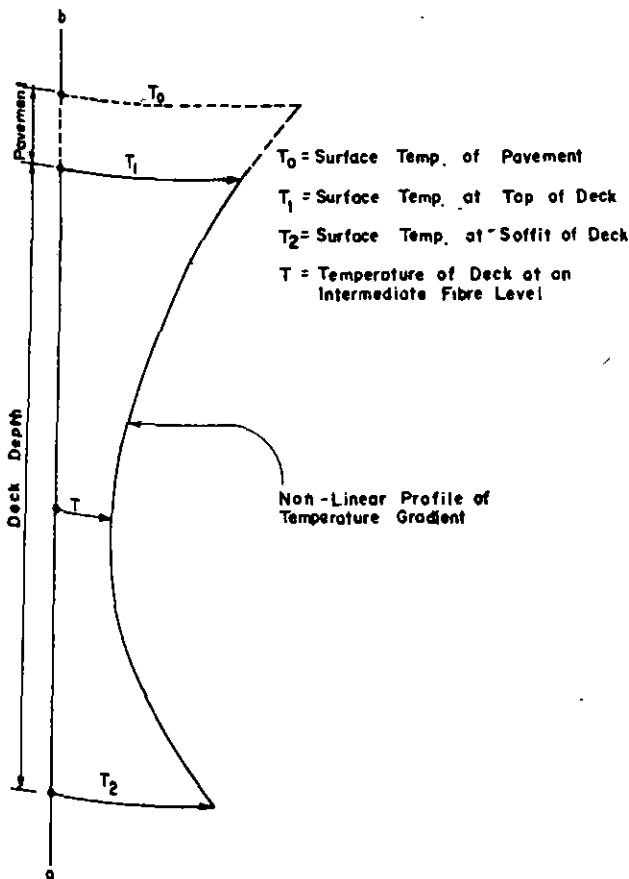 b
T₀
Pavement
T₁
T₀ = Surface Temp. of Pavement
T₁ = Surface Temp. at Top of Deck
T₂ = Surface Temp. at Soffit of Deck
T = Temperature of Deck at an
Intermediate Fibre Level
Deck Depth
T
Non-Linear Profile of
Temperature Gradient
T₂
a